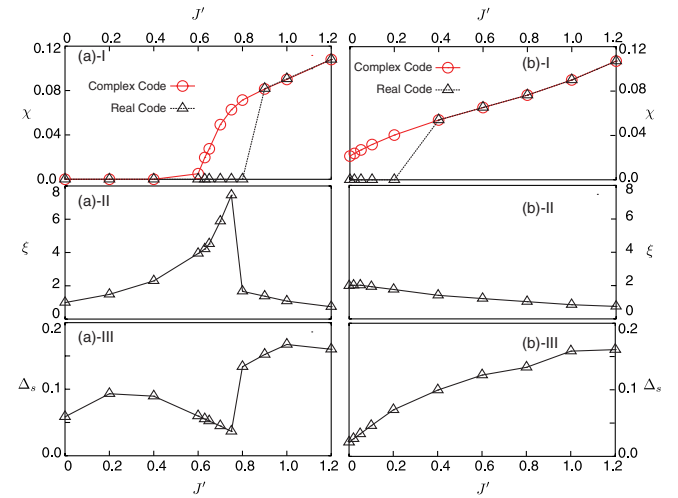 J′ J′
0 0.2 0.4 0.6 0.8 1.0 1.2 0 0.2 0.4 0.6 0.8 1.0 1.2
0.12 (a)-I (b)-I 0.12
Complex Code Complex Code
Real Code Real Code
χ 0.08 0.08 χ
0.04 0.04
0.0 0.0
8 (a)-II (b)-II 8
6 6
ξ 4 4 ξ
2 2
0 0
0.2 (a)-III (b)-III 0.2
Δs 0.1 0.1 Δs
0.0 0.0
0 0.2 0.4 0.6 0.8 1.0 1.2 0 0.2 0.4 0.6 0.8 1.0 1.2
J′ J′